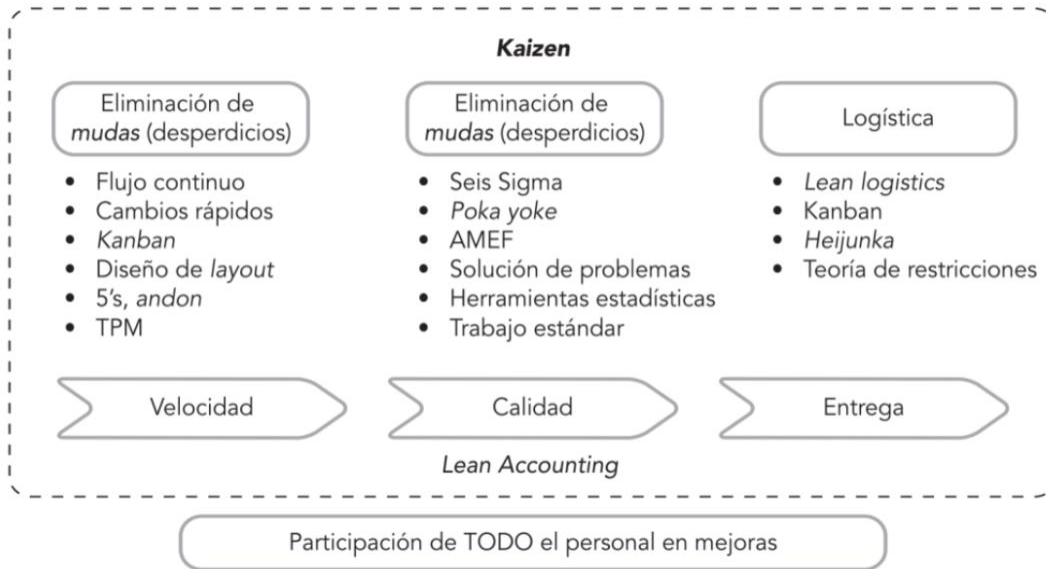 Kaizen
Eliminación de
mudas (desperdicios)
• Flujo continuo
• Cambios rápidos
• Kanban
• Diseño de layout
• 5's, andon
• TPM
Eliminación de
mudas (desperdicios)
• Seis Sigma
• Poka yoke
• AMEF
• Solución de problemas
• Herramientas estadísticas
• Trabajo estándar
Logística
• Lean logistics
• Kanban
• Heijunka
• Teoría de restricciones
Velocidad
Calidad
Entrega
Lean Accounting
Participación de TODO el personal en mejoras